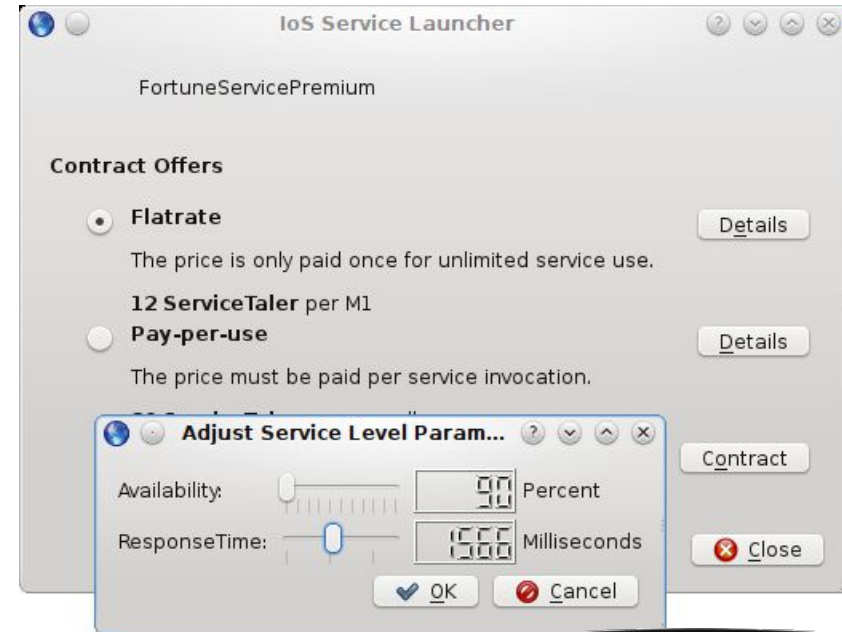 IoS Service Launcher
FortuneServicePremium
Contract Offers
Flatrate
Details
The price is only paid once for unlimited service use.
12 ServiceTaler per M1
Pay-per-use
Details
The price must be paid per service invocation.
Adjust Service Level Param...
Contract
Availability: 90 Percent
ResponseTime: 1566 Milliseconds
Close
OK Cancel